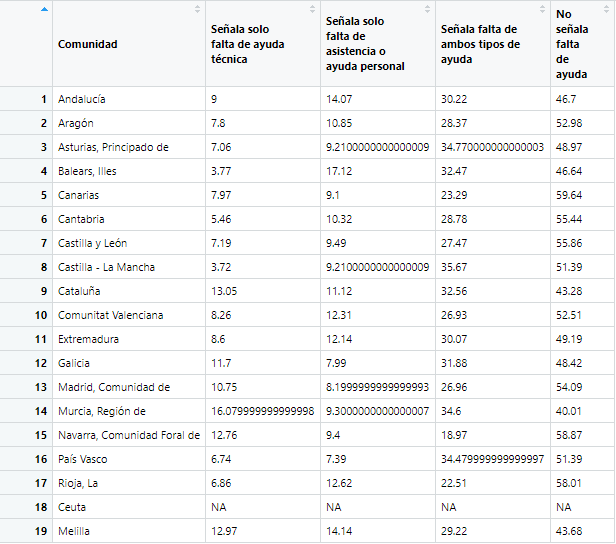 Comunidad Señala solo falta de ayuda técnica Señala solo falta de asistencia o ayuda personal Señala falta de ambos tipos de ayuda No señala falta de ayuda
1 Andalucía 9 14.07 30.22 46.7
2 Aragón 7.8 10.85 28.37 52.98
3 Asturias, Principado de 7.06 9.2100000000000009 34.770000000000003 48.97
4 Balears, Illes 3.77 17.12 32.47 46.64
5 Canarias 7.97 9.1 23.29 59.64
6 Cantabria 5.46 10.32 28.78 55.44
7 Castilla y León 7.19 9.49 27.47 55.86
8 Castilla - La Mancha 3.72 9.2100000000000009 35.67 51.39
9 Cataluña 13.05 11.12 32.56 43.28
10 Comunitat Valenciana 8.26 12.31 26.93 52.51
11 Extremadura 8.6 12.14 30.07 49.19
12 Galicia 11.7 7.99 31.88 48.42
13 Madrid, Comunidad de 10.75 8.1999999999999993 26.96 54.09
14 Murcia, Región de 16.079999999999998 9.3000000000000007 34.6 40.01
15 Navarra, Comunidad Foral de 12.76 9.4 18.97 58.87
16 País Vasco 6.74 7.39 34.479999999999997 51.39
17 Rioja, La 6.86 12.62 22.51 58.01
18 Ceuta NA NA NA NA
19 Melilla 12.97 14.14 29.22 43.68